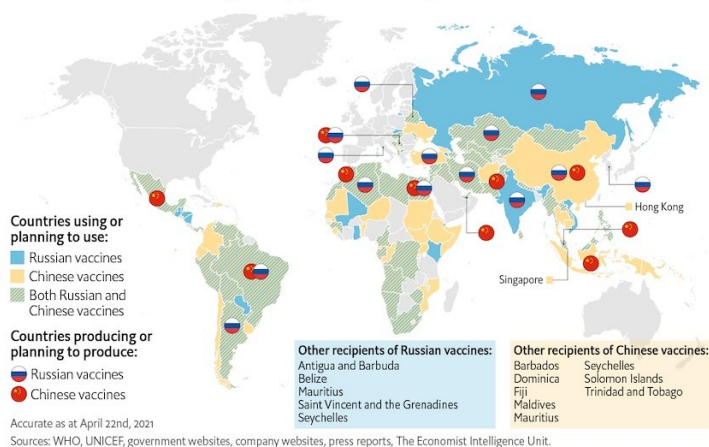 Hong Kong
Singapore
Countries using or
planning to use:
Russian vaccines
Chinese vaccines
Both Russian and
Chinese vaccines
Countries producing or
planning to produce:
Russian vaccines
Chinese vaccines
Other recipients of Russian vaccines:
Antigua and Barbuda
Belize
Mauritius
Saint Vincent and the Grenadines
Seychelles
Other recipients of Chinese vaccines:
Barbados
Dominica
Fiji
Maldives
Mauritius
Seychelles
Solomon Islands
Trinidad and Tobago
Accurate as at April 22nd, 2021
Sources: WHO, UNICEF, government websites, company websites, press reports, The Economist Intelligence Unit.